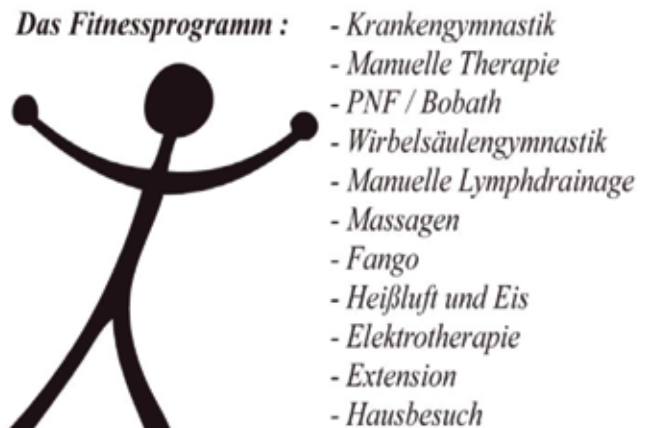 Das Fitnessprogramm :
- Krankengymnastik
- Manuelle Therapie
- PNF / Bobath
- Wirbelsäulengymnastik
- Manuelle Lymphdrainage
- Massagen
- Fango
- Heißluft und Eis
- Elektrotherapie
- Extension
- Hausbesuch